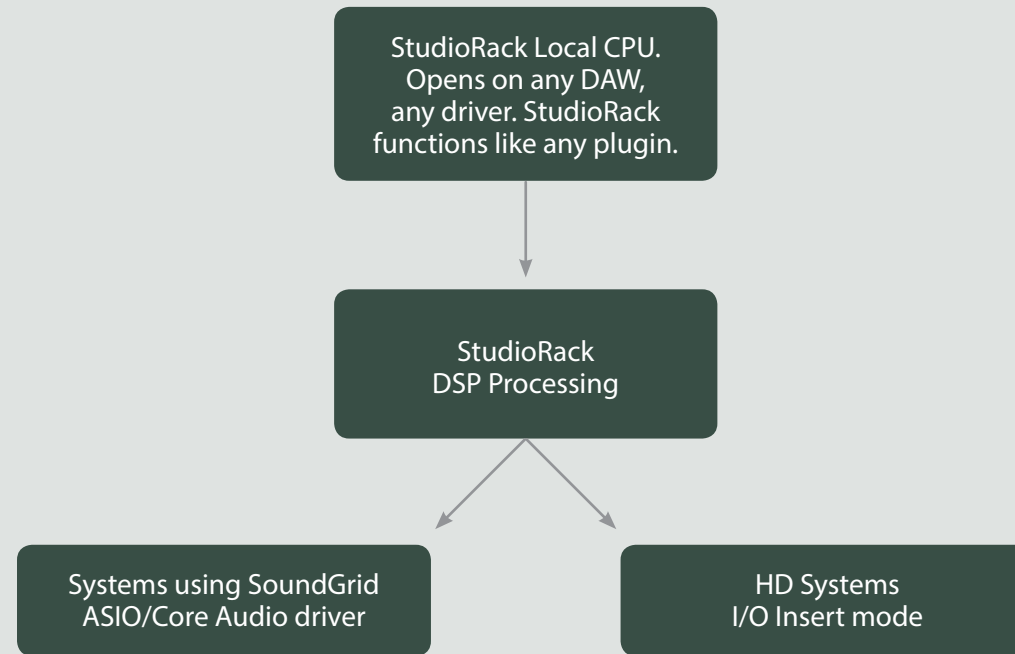 StudioRack Local CPU.
Opens on any DAW,
any driver. StudioRack
functions like any plugin.
StudioRack
DSP Processing
Systems using SoundGrid
ASIO/Core Audio driver
HD Systems
I/O Insert mode